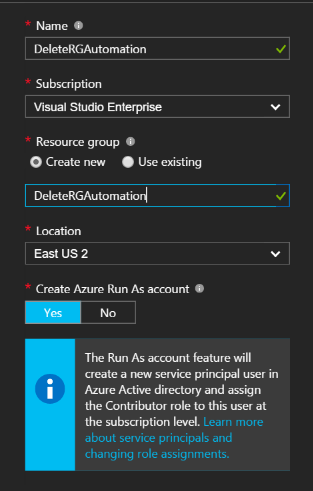 * Name
DeleteRGAutomation
* Subscription
Visual Studio Enterprise
* Resource group
Create new Use existing
DeleteRGAutomation
* Location
East US 2
* Create Azure Run As account
Yes No
The Run As account feature will
create a new service principal user in
Azure Active directory and assign
the Contributor role to this user at
the subscription level. Learn more
about service principals and
changing role assignments.